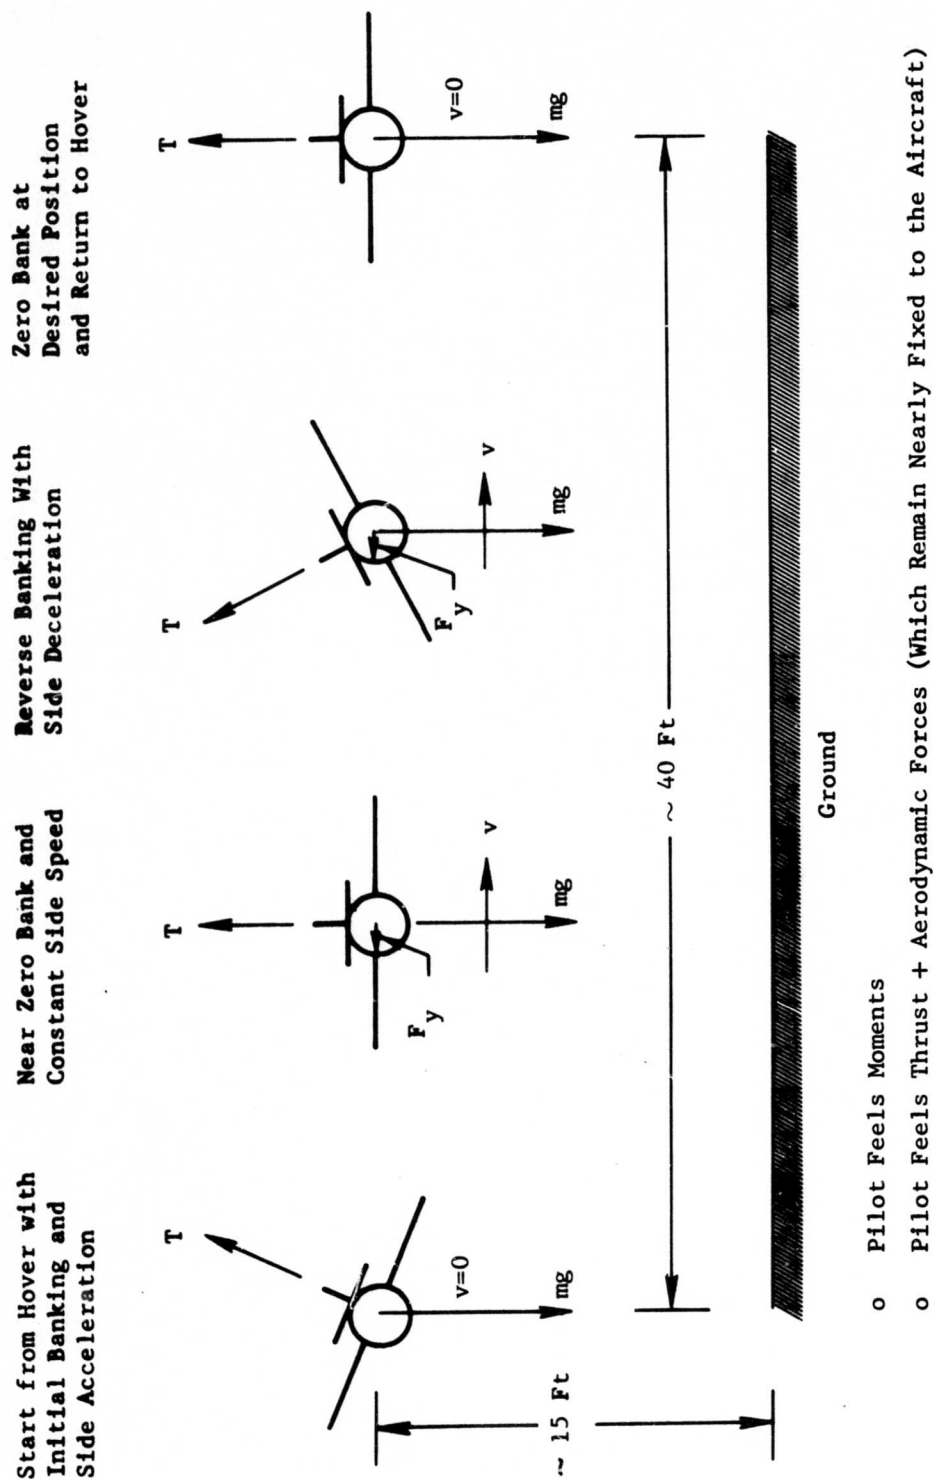 Start from Hover with
Initial Banking and
Side Acceleration
Near Zero Bank and
Constant Side Speed
Reverse Banking With
Side Deceleration
Zero Bank at
Desired Position
and Return to Hover
T
T
T
T
F y
F y
v=0
v
v
v=0
mg
mg
mg
mg
~ 15 Ft
~ 40 Ft
Ground
o Pilot Feels Moments
o Pilot Feels Thrust + Aerodynamic Forces (Which Remain Nearly Fixed to the Aircraft)